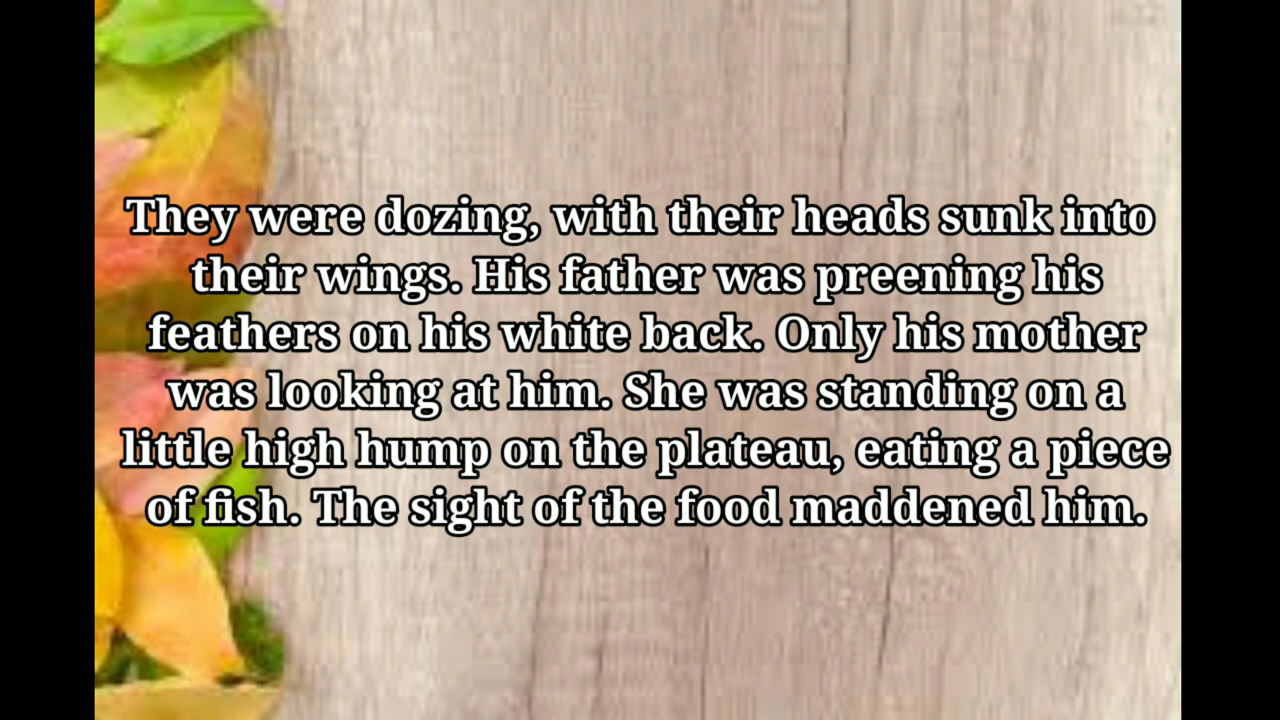 They were dozing, with their heads sunk into
their wings. His father was preening his
feathers on his white back. Only his mother
was looking at him. She was standing on a
little high hump on the plateau, eating a piece
of fish. The sight of the food maddened him.